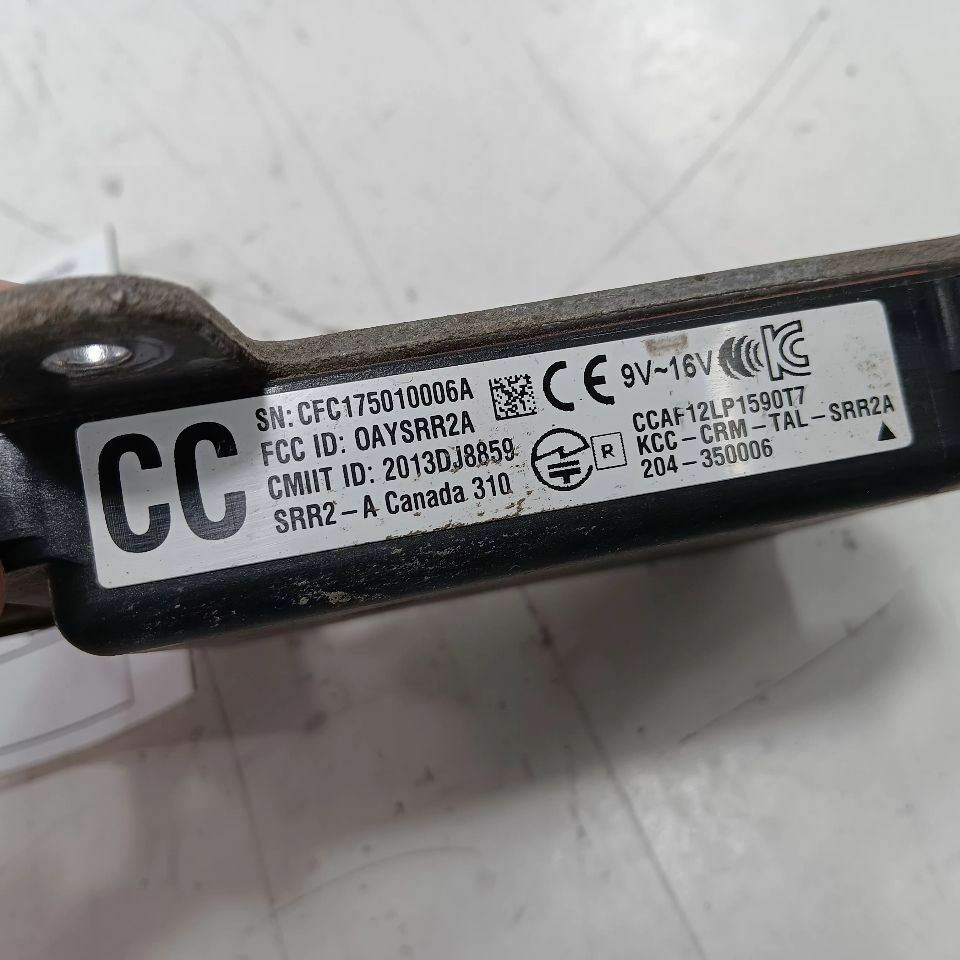 CC
SN: CFC175010006A
FCC ID: OAYSRR2A
CMIIT ID: 2013DJ8859
SRR2-A Canada 310
CE 9V~16V KC
R
CCAF12LP1590T7
KCC-CRM-TAL-SRR2A
204-350006